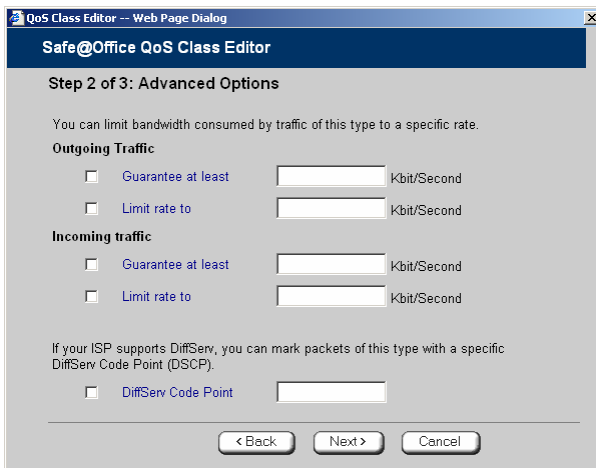 QoS Class Editor -- Web Page Dialog
Safe@Office QoS Class Editor
Step 2 of 3: Advanced Options
You can limit bandwidth consumed by traffic of this type to a specific rate.
Outgoing Traffic
Guarantee at least Kbit/Second
Limit rate to Kbit/Second
Incoming traffic
Guarantee at least Kbit/Second
Limit rate to Kbit/Second
If your ISP supports DiffServ, you can mark packets of this type with a specific
DiffServ Code Point (DSCP).
DiffServ Code Point
< Back Next > Cancel